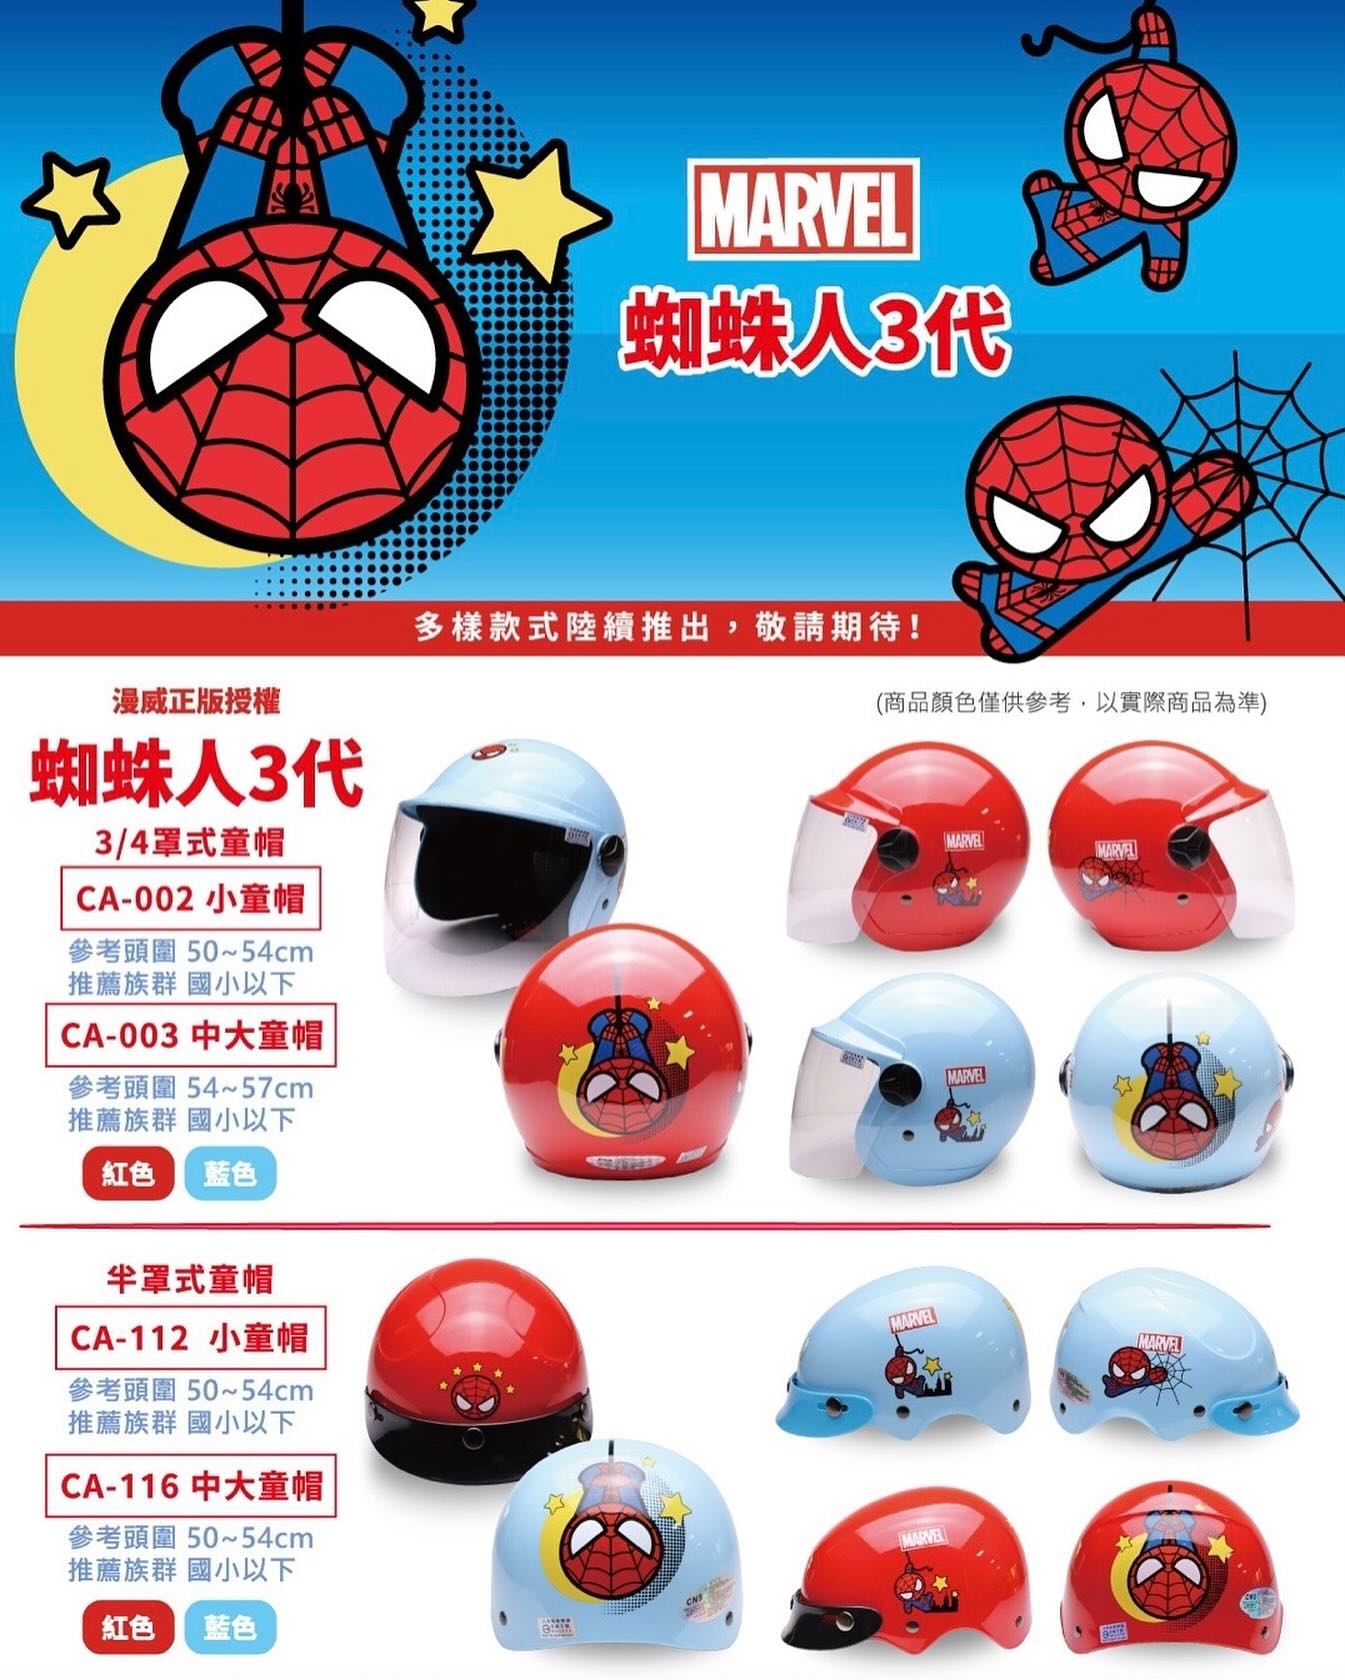 MARVEL
蜘蛛人3代
多樣款式陸續推出，敬請期待!
漫威正版授權
(商品顏色僅供參考，以實際商品為準)
蜘蛛人3代
3/4罩式童帽
CA-002 小童帽
參考頭圍 50~54cm
推薦族群 國小以下
CA-003 中大童帽
參考頭圍 54~57cm
推薦族群 國小以下
紅色 藍色
MARVEL
MARVEL
MARVEL
半罩式童帽
CA-112 小童帽
參考頭圍 50~54cm
推薦族群 國小以下
CA-116 中大童帽
參考頭圍 50~54cm
推薦族群 國小以下
紅色 藍色
MARVEL
MARVEL
MARVEL
CNS
CNS